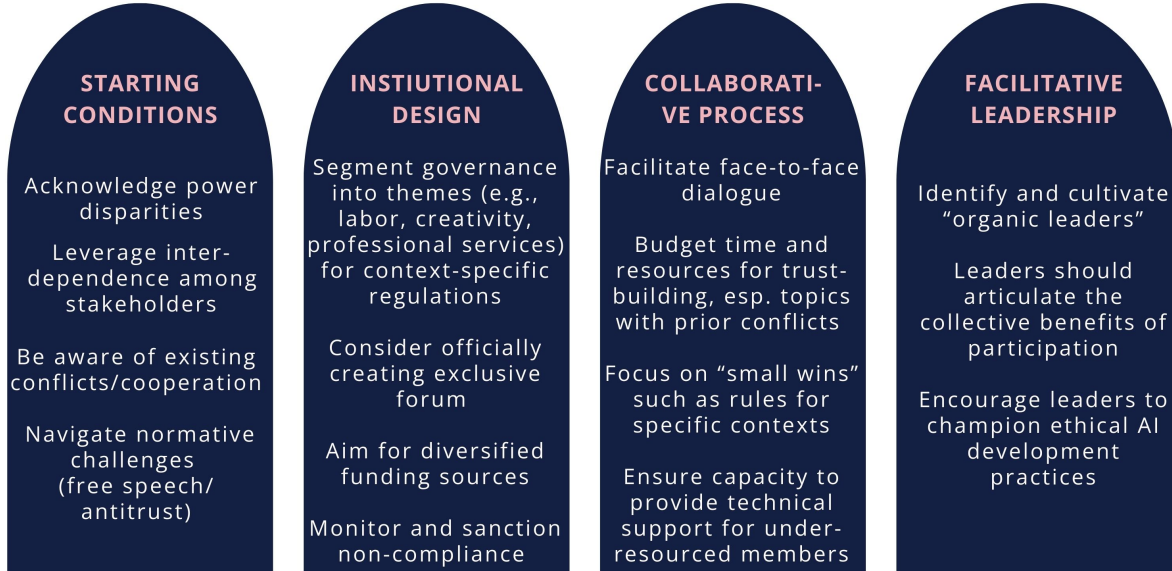 STARTING
CONDITIONS
Acknowledge power
disparities
Leverage inter-
dependence among
stakeholders
Be aware of existing
conflicts/cooperation
Navigate normative
challenges
(free speech/
antitrust)
INSTIUTIONAL
DESIGN
Segment governance
into themes (e.g.,
labor, creativity,
professional services)
for context-specific
regulations
Consider officially
creating exclusive
forum
Aim for diversified
funding sources
Monitor and sanction
non-compliance
COLLABORATI-
VE PROCESS
Facilitate face-to-face
dialogue
Budget time and
resources for trust-
building, esp. topics
with prior conflicts
Focus on “small wins”
such as rules for
specific contexts
Ensure capacity to
provide technical
support for under-
resourced members
FACILITATIVE
LEADERSHIP
Identify and cultivate
“organic leaders”
Leaders should
articulate the
collective benefits of
participation
Encourage leaders to
champion ethical AI
development
practices